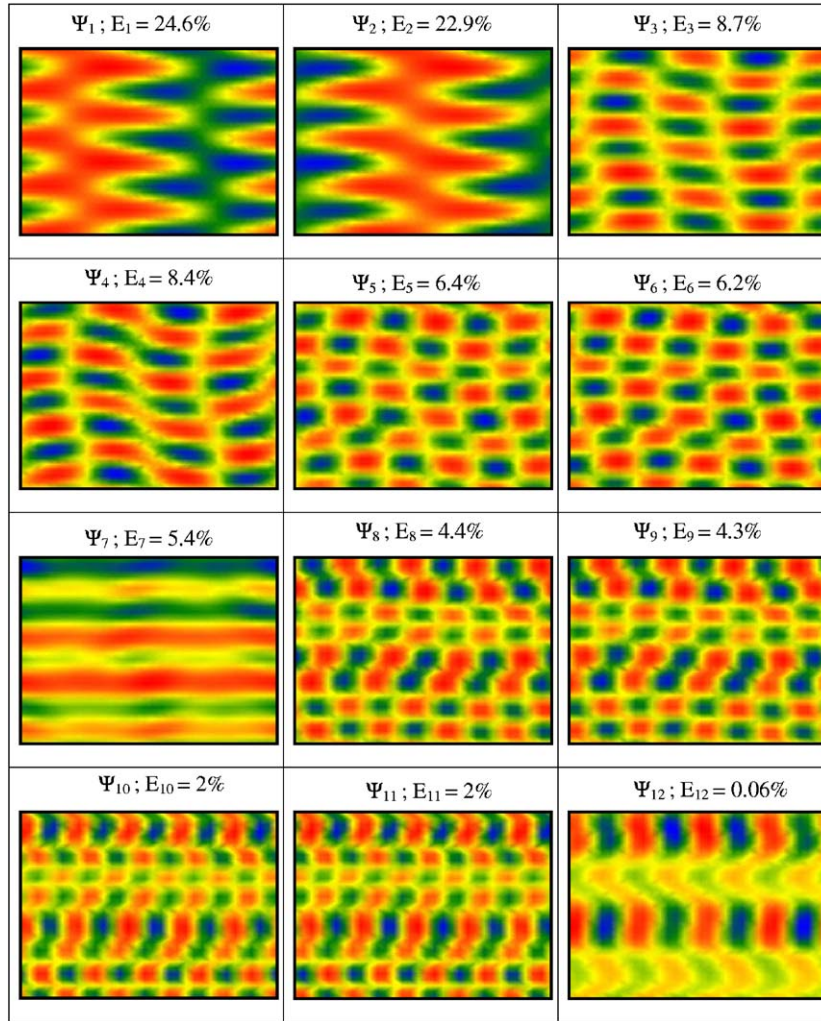 Ψ₁ ; E₁ = 24.6%
Ψ₂ ; E₂ = 22.9%
Ψ₃ ; E₃ = 8.7%
Ψ₄ ; E₄ = 8.4%
Ψ₅ ; E₅ = 6.4%
Ψ₆ ; E₆ = 6.2%
Ψ₇ ; E₇ = 5.4%
Ψ₈ ; E₈ = 4.4%
Ψ₉ ; E₉ = 4.3%
Ψ₁₀ ; E₁₀ = 2%
Ψ₁₁ ; E₁₁ = 2%
Ψ₁₂ ; E₁₂ = 0.06%